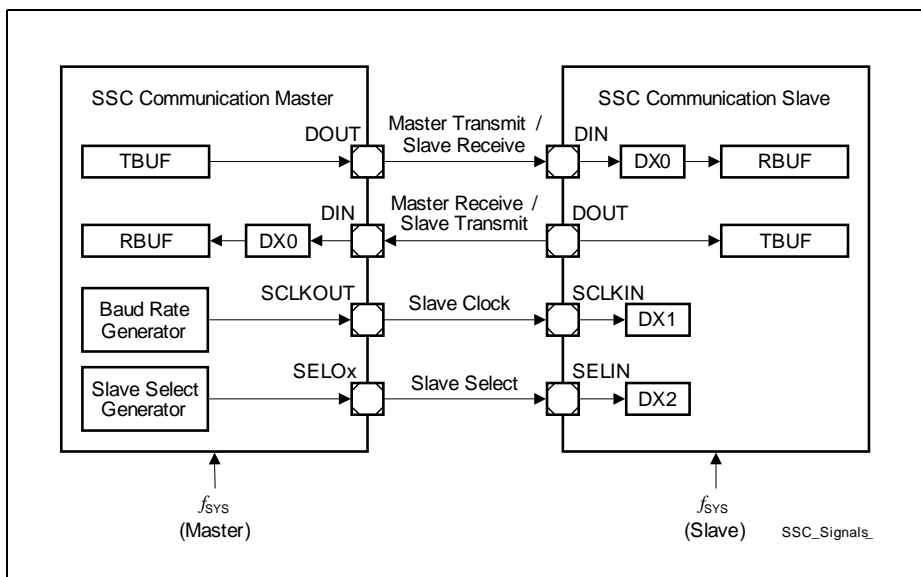 SSC Communication Master
SSC Communication Slave
DOUT
Master Transmit /
Slave Receive
DIN
TBUF
DX0
RBUF
DIN
Master Receive /
Slave Transmit
DOUT
RBUF
DX0
TBUF
SCLKOUT
Slave Clock
SCLKIN
Baud Rate
Generator
DX1
SELOx
Slave Select
SELIN
Slave Select
Generator
DX2
fSYS
(Master)
fSYS
(Slave)
SSC_Signals_